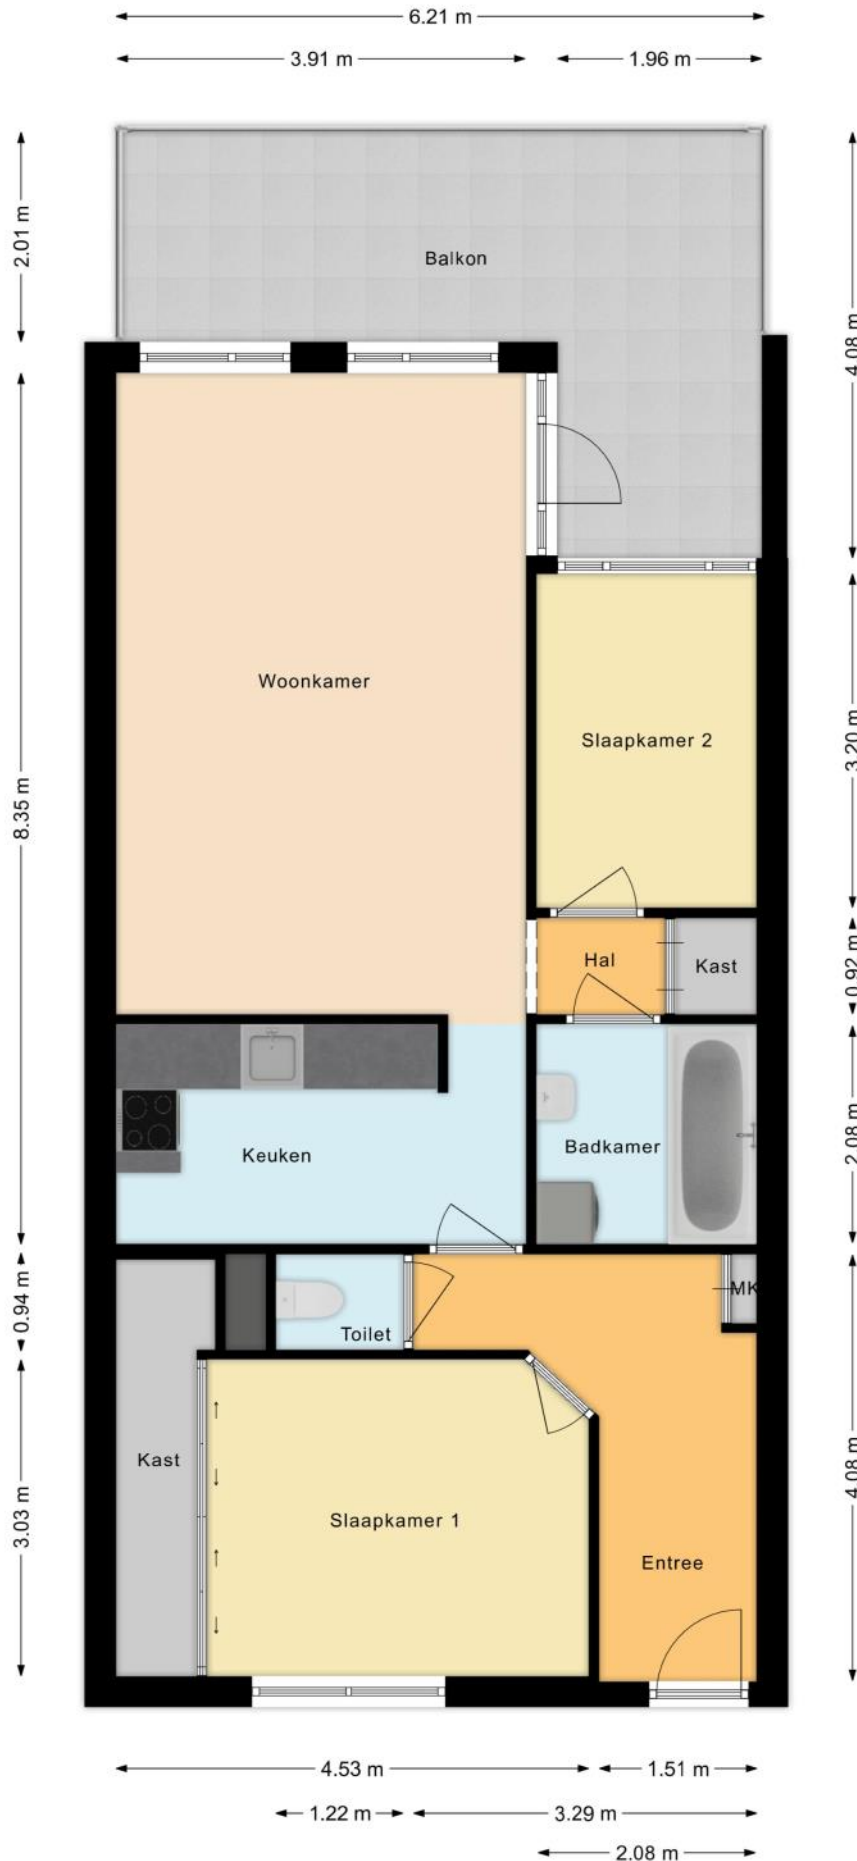 6.21 m
3.91 m
1.96 m
2.01 m
4.08 m
Balkon
Woonkamer
8.35 m
Slaapkamer 2
3.20 m
Hal
Kast
0.92 m
Keuken
Badkamer
2.08 m
0.94 m
Toilet
MK
Kast
Slaapkamer 1
3.03 m
Entree
4.08 m
4.53 m
1.51 m
1.22 m
3.29 m
2.08 m